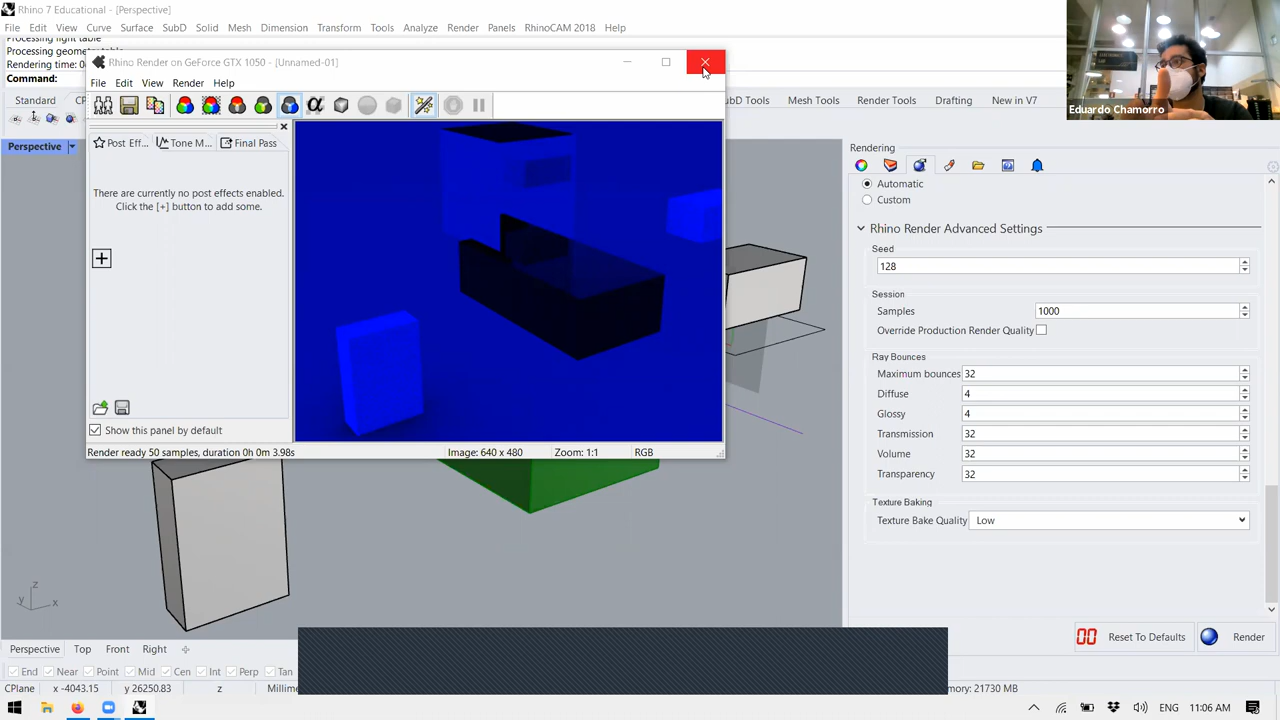 Rhino 7 Educational - [Perspective]
File Edit View Curve Surface SubD Solid Mesh Dimension Transform Tools Analyze Render Panels RhinoCAM 2018 Help
Processing light table
Processing geometry table
Rendering time: 0
Command:
Standard
SubD Tools Mesh Tools Render Tools Drafting New in V7
Eduardo Chamorro
Rhino Render on GeForce GTX 1050 - [Unnamed-01]
File Edit View Render Help
Post Eff... Tone M... Final Pass
There are currently no post effects enabled.
Click the [+] button to add some.
Show this panel by default
Render ready 50 samples, duration 0h 0m 3.98s Image: 640 x 480 Zoom: 1:1 RGB
Perspective
Rendering
Automatic
Custom
Rhino Render Advanced Settings
Seed
128
Session
Samples 1000
Override Production Render Quality
Ray Bounces
Maximum bounces 32
Diffuse 4
Glossy 4
Transmission 32
Volume 32
Transparency 32
Texture Baking
Texture Bake Quality Low
Reset To Defaults Render
z
y
x
Perspective Top Front Right
End Near Point Mid Cen Int Perp Tan
CPlane x -4043.15 y 26250.83 z
emory: 21730 MB
ENG 11:06 AM